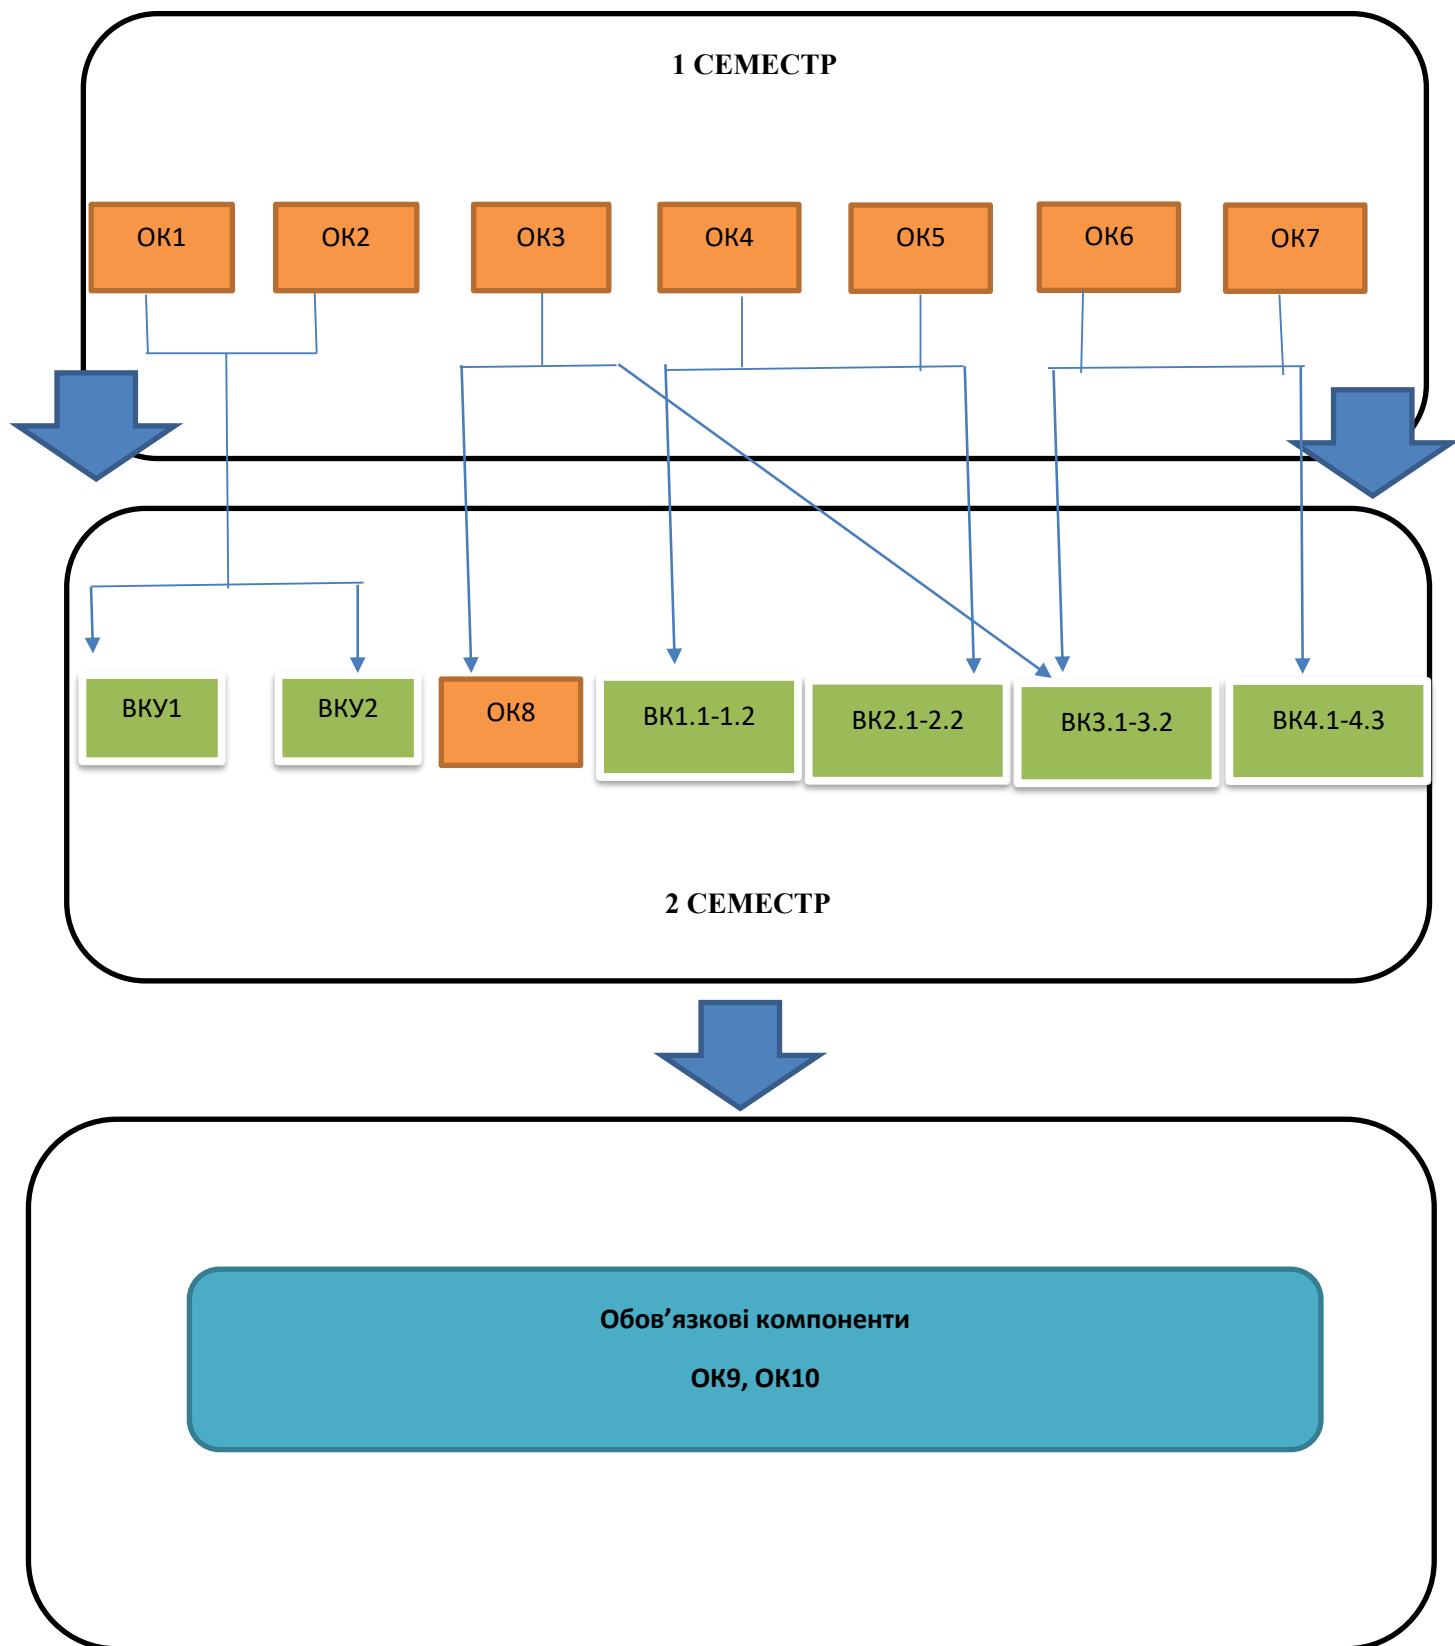 1 СЕМЕСТР
ОК1
ОК2
ОК3
ОК4
ОК5
ОК6
ОК7
ВКУ1
ВКУ2
ОК8
ВК1.1-1.2
ВК2.1-2.2
ВК3.1-3.2
ВК4.1-4.3
2 СЕМЕСТР
Обов’язкові компоненти
ОК9, ОК10